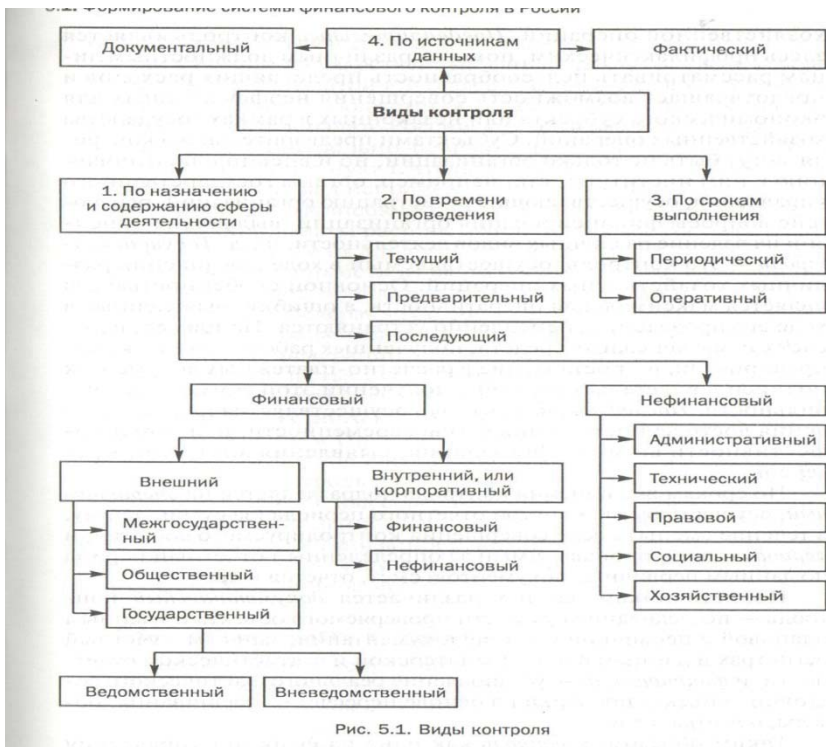 5.1. Формирование системы финансового контроля в России
Документальный
4. По источникам
данных
Фактический
Виды контроля
1. По назначению
и содержанию сферы
деятельности
2. По времени
проведения
3. По срокам
выполнения
Текущий
Предварительный
Последующий
Периодический
Оперативный
Финансовый
Нефинансовый
Внешний
Внутренний, или
корпоративный
Межгосударствен-
ный
Общественный
Государственный
Финансовый
Нефинансовый
Административный
Технический
Правовой
Социальный
Хозяйственный
Ведомственный
Вневедомственный
Рис. 5.1. Виды контроля